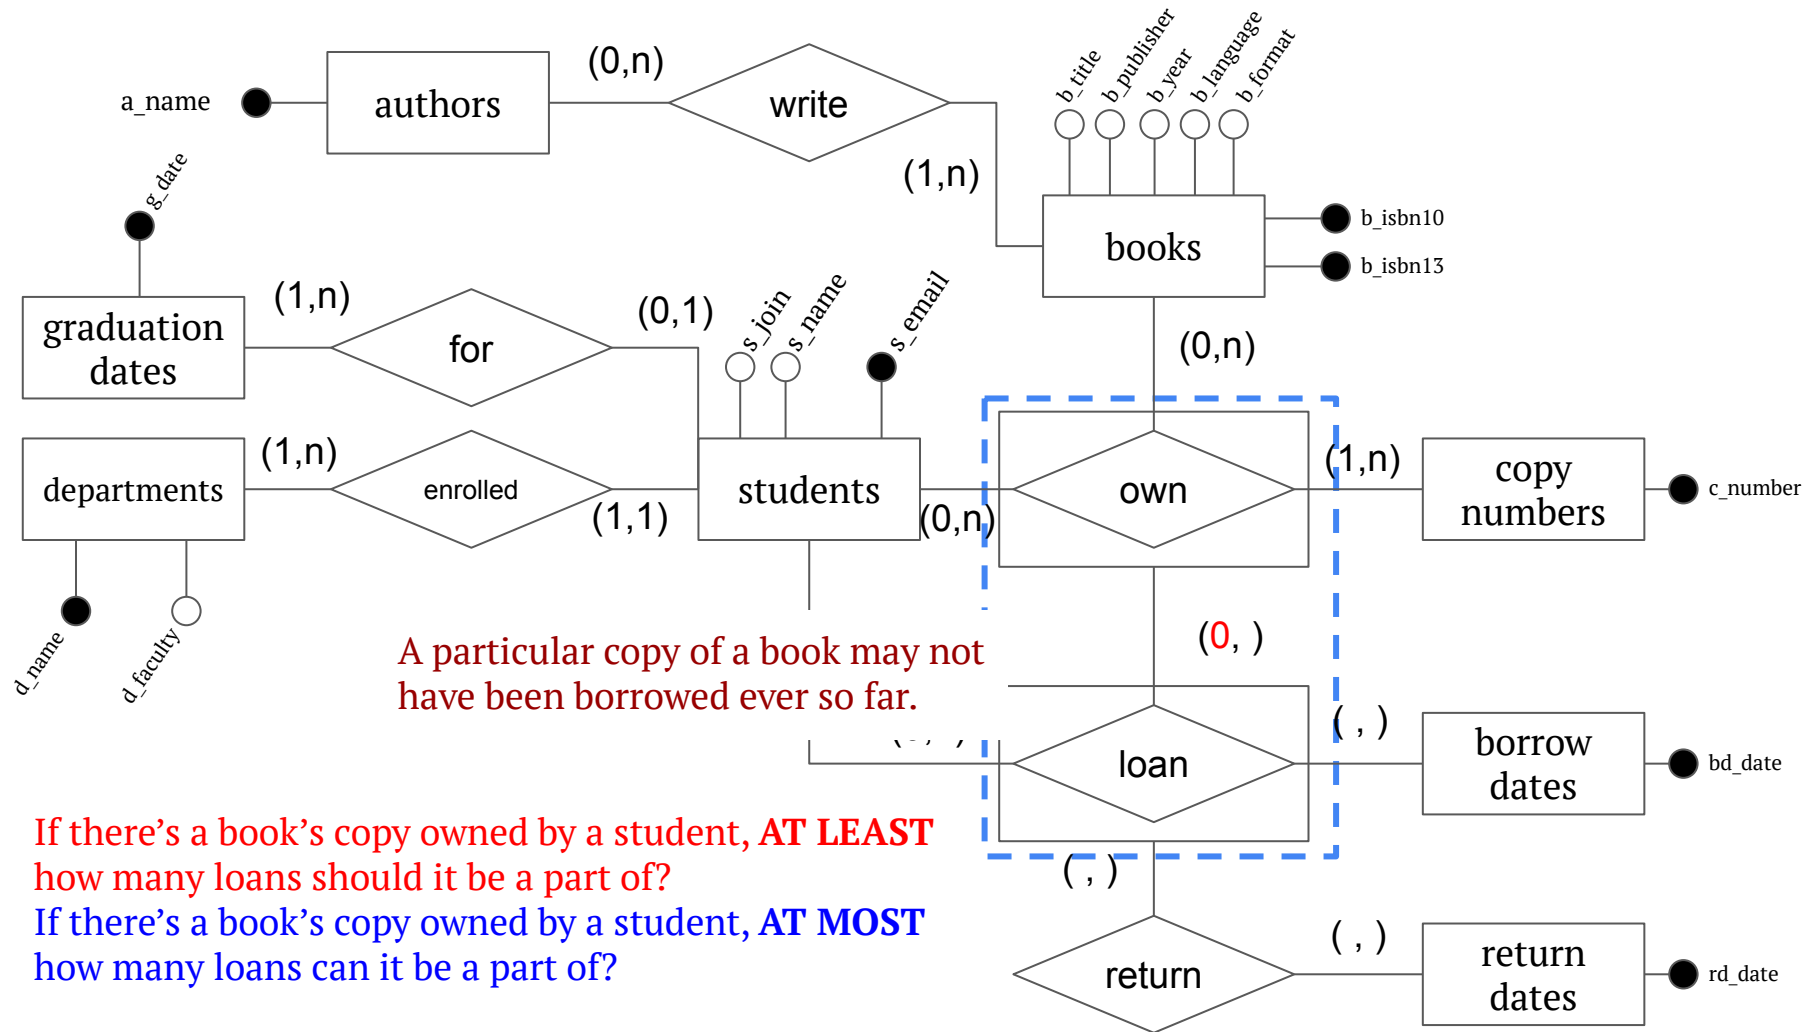 b_title
b_publisher
b_year
b_language
b_format
a_name
authors
(0,n)
write
(1,n)
g_date
books
b_isbn10
b_isbn13
graduation
dates
(1,n)
for
(0,1)
s_join
s_name
s_email
(0,n)
departments
(1,n)
enrolled
(1,1)
students
(0,n)
own
(1,n)
copy
numbers
c_number
d_name
d_faculty
A particular copy of a book may not
have been borrowed ever so far.
(0, )
loan
( , )
borrow
dates
bd_date
If there’s a book’s copy owned by a student, AT LEAST
how many loans should it be a part of?
If there’s a book’s copy owned by a student, AT MOST
how many loans can it be a part of?
( , )
return
( , )
return
dates
rd_date